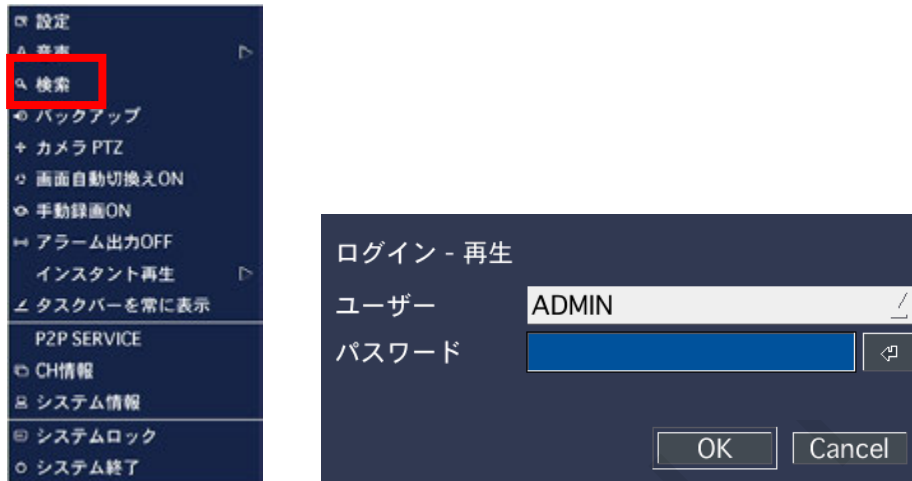 設定
音声
検索
バックアップ
カメラ PTZ
画面自動切換えON
手動録画ON
アラーム出力OFF
インスタント再生
タスクバーを常に表示
P2P SERVICE
CH情報
システム情報
システムロック
システム終了
ログイン - 再生
ユーザー ADMIN
パスワード
OK Cancel